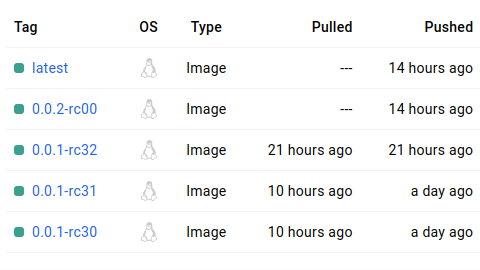 Tag OS Type Pulled Pushed
latest Image --- 14 hours ago
0.0.2-rc00 Image --- 14 hours ago
0.0.1-rc32 Image 21 hours ago 21 hours ago
0.0.1-rc31 Image 10 hours ago a day ago
0.0.1-rc30 Image 10 hours ago a day ago